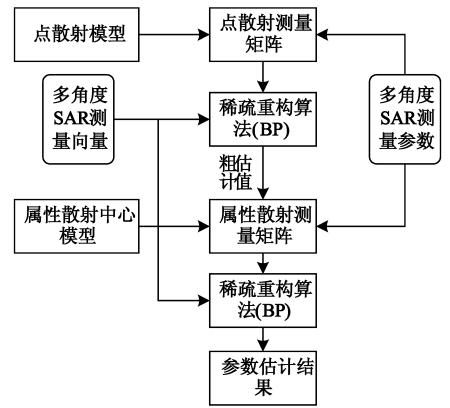 点散射模型
点散射测量
矩阵
多角度
SAR测
量向量
稀疏重构算
法(BP)
多角度
SAR测
量参数
粗估
计值
属性散射中心
模型
属性散射测
量矩阵
稀疏重构算
法(BP)
参数估计结
果